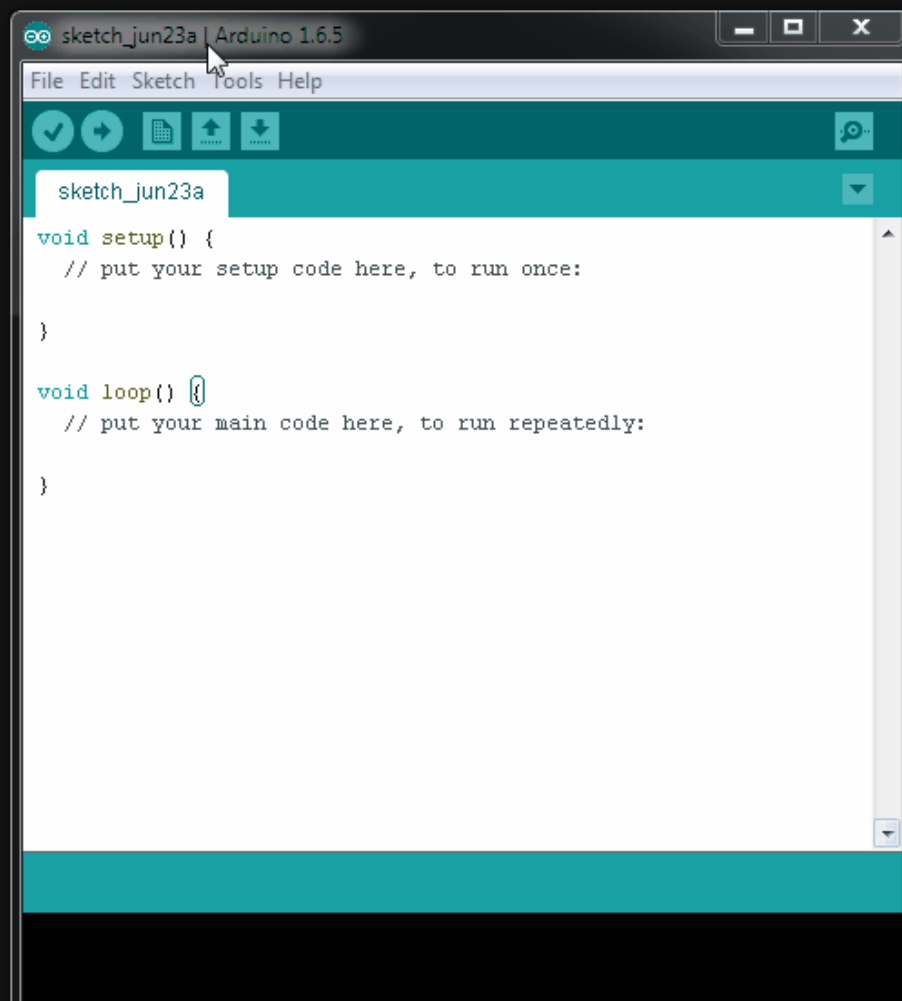 sketch_jun23a | Arduino 1.6.5
File Edit Sketch Tools Help
sketch_jun23a
void setup() {
  // put your setup code here, to run once:
}
void loop() {
  // put your main code here, to run repeatedly:
}